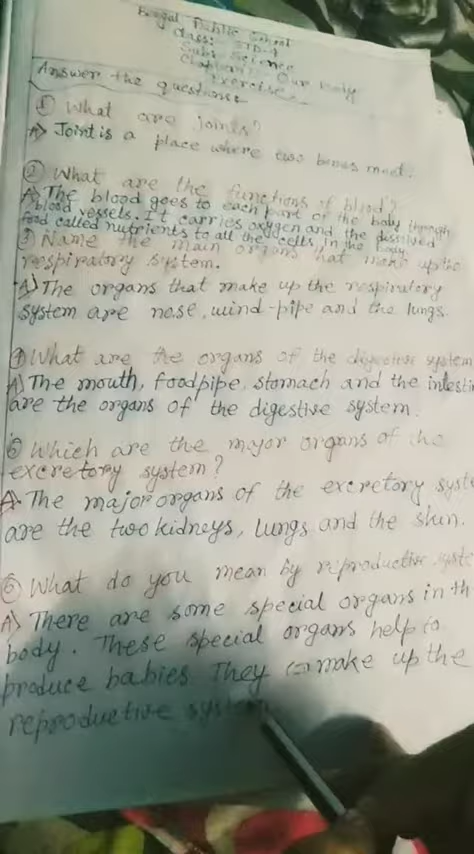 Bengal Public School
Class: STD-4
Sub: Science
Chapter: Our body
Exercise
Answer the questions:
① What are joints?
A) Joint is a place where two bones meet.
② What are the functions of blood?
A) The blood goes to each part of the body through
blood vessels. It carries oxygen and the dissolved
food called nutrients to all the cells in the body.
③ Name the main organs that make up the
respiratory system.
A) The organs that make up the respiratory
system are nose, wind-pipe and the lungs.
④ What are the organs of the digestive system
A) The mouth, foodpipe, stomach and the intesti
are the organs of the digestive system.
⑤ Which are the major organs of the
excretory system?
A. The major organs of the excretory syste
are the two kidneys, lungs and the skin.
⑥ What do you mean by reproductive syste
A) There are some special organs in th
body. These special organs help to
produce babies. They make up the
reproductive system